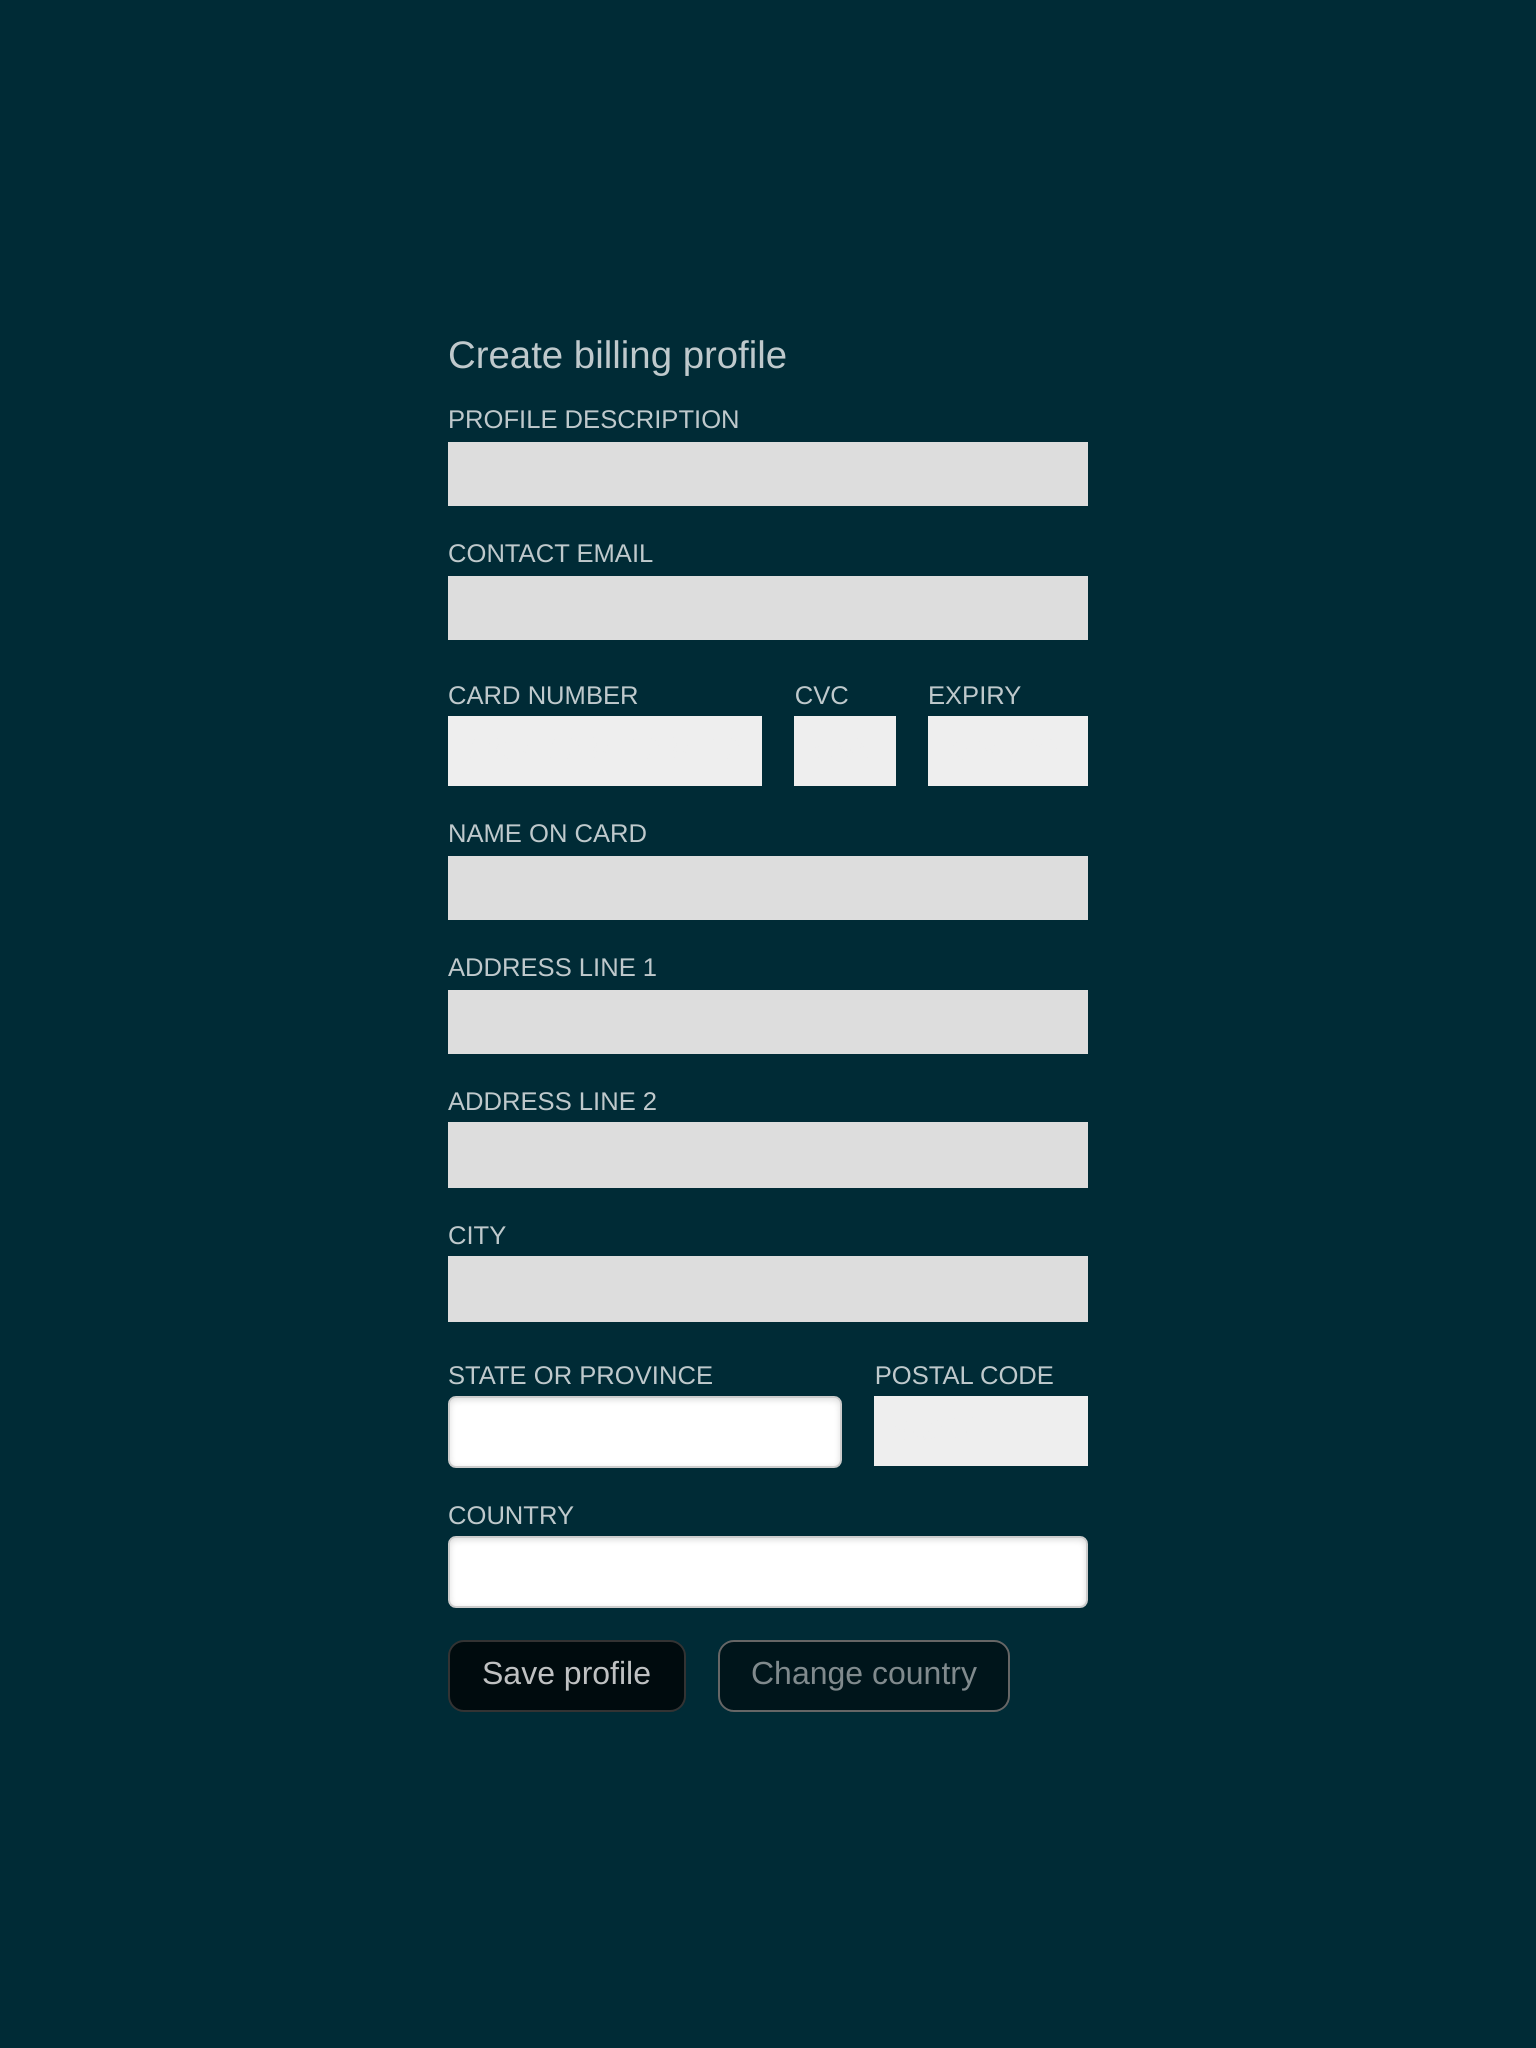 Create billing profile
PROFILE DESCRIPTION
CONTACT EMAIL
CARD NUMBER CVC EXPIRY
NAME ON CARD
ADDRESS LINE 1
ADDRESS LINE 2
CITY
STATE OR PROVINCE POSTAL CODE
COUNTRY
Save profile Change country